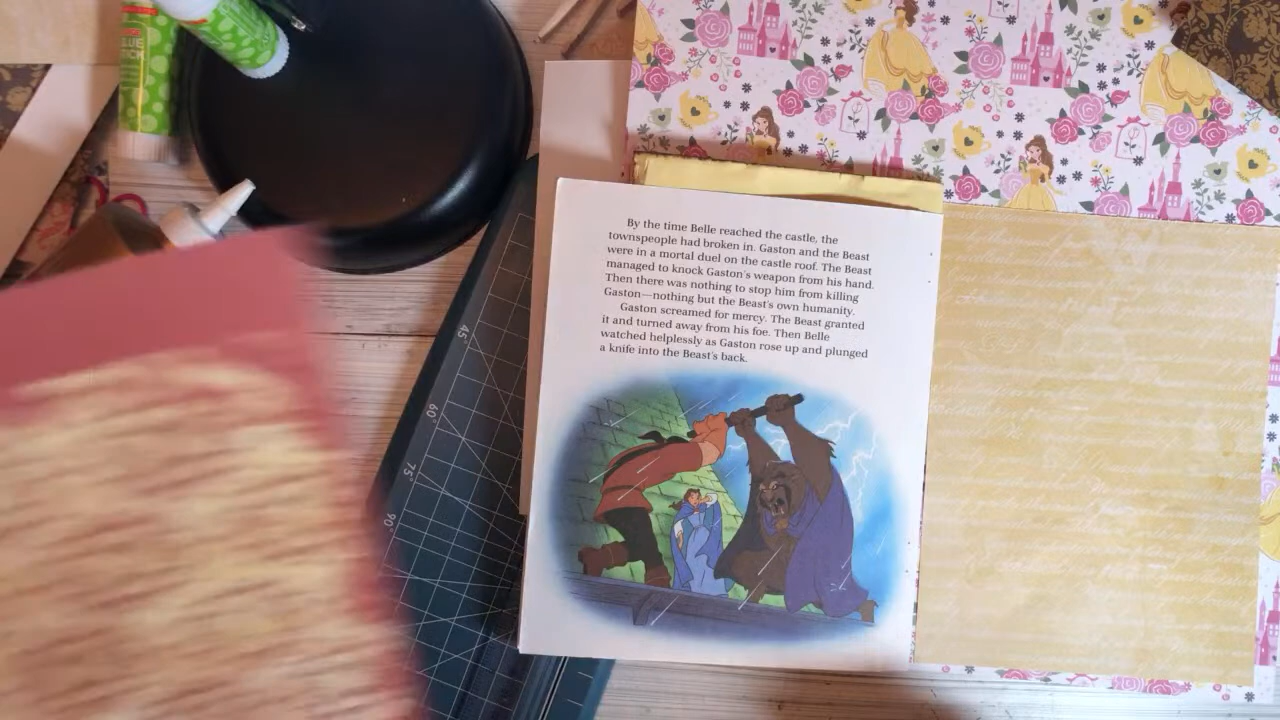 By the time Belle reached the castle, the
townspeople had broken in. Gaston and the Beast
were in a mortal duel on the castle roof. The Beast
managed to knock Gaston's weapon from his hand.
Then there was nothing to stop him from killing
Gaston—nothing but the Beast's own humanity.
Gaston screamed for mercy. The Beast granted
it and turned away from his foe. Then Belle
watched helplessly as Gaston rose up and plunged
a knife into the Beast's back.
45°
60°
75°
90°